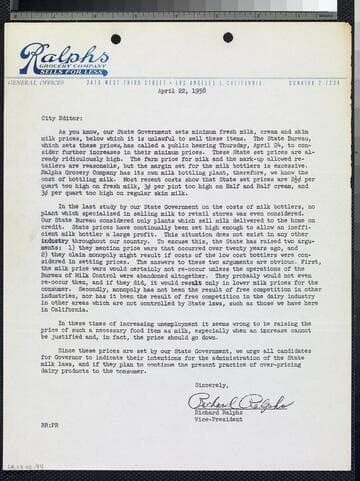 Ralphs
GROCERY COMPANY
SELLS FOR LESS
GENERAL OFFICES 3415 WEST THIRD STREET • LOS ANGELES 5, CALIFORNIA DUNKIRK 2-1234
April 22, 1958
City Editor:
As you know, our State Government sets minimum fresh milk, cream and skim
milk prices, below which it is unlawful to sell these items. The State Bureau,
which sets these prices, has called a public hearing Thursday, April 24, to con-
sider further increases in their minimum prices. These State set prices are al-
ready ridiculously high. The farm price for milk and the mark-up allowed re-
tailers are reasonable, but the margin set for the milk bottlers is excessive.
Ralphs Grocery Company has its own milk bottling plant, therefore, we know the
cost of bottling milk. Most recent costs show that State set prices are 2½¢ per
quart too high on fresh milk, 3¢ per pint too high on Half and Half cream, and
3¢ per quart too high on regular skim milk.
In the last study by our State Government on the costs of milk bottlers, no
plant which specialised in selling milk to retail stores was even considered.
Our State Bureau considered only plants which sell milk delivered to the home on
credit. State prices have continually been set high enough to allow an ineffi-
cient milk bottler a large profit. This situation does not exist in any other
industry throughout our country. To excuse this, the State has raised two argu-
ments: 1) they mention price wars that occurred over twenty years ago, and
2) they claim monopoly might result if costs of the low cost bottlers were con-
sidered in setting prices. The answers to these two arguments are obvious. First,
the milk price wars would certainly not re-occur unless the operations of the
Bureau of Milk Control were abandoned altogether. They probably would not even
re-occur then, and if they did, it would result only in lower milk prices for the
consumer. Secondly, monopoly has not been the result of free competition in other
industries, nor has it been the result of free competition in the dairy industry
in other areas which are not controlled by State laws, such as those we have here
in California.
In these times of increasing unemployment it seems wrong to be raising the
price of such a necessary food item as milk, especially when an increase cannot
be justified and, in fact, the price should go down.
Since these prices are set by our State Government, we urge all candidates
for Governor to indicate their intentions for the administration of the State
milk laws, and if they plan to continue the present practice of over-pricing
dairy products to the consumer.
Sincerely,
Richard Ralphs
Richard Ralphs
Vice-President
RR:PR